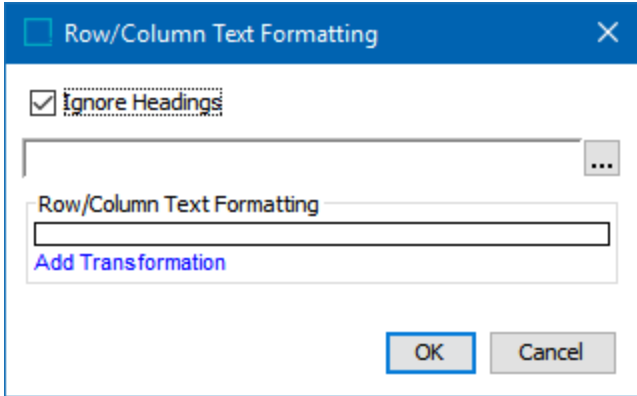 Row/Column Text Formatting
Ignore Headings
...
Row/Column Text Formatting
Add Transformation
OK Cancel